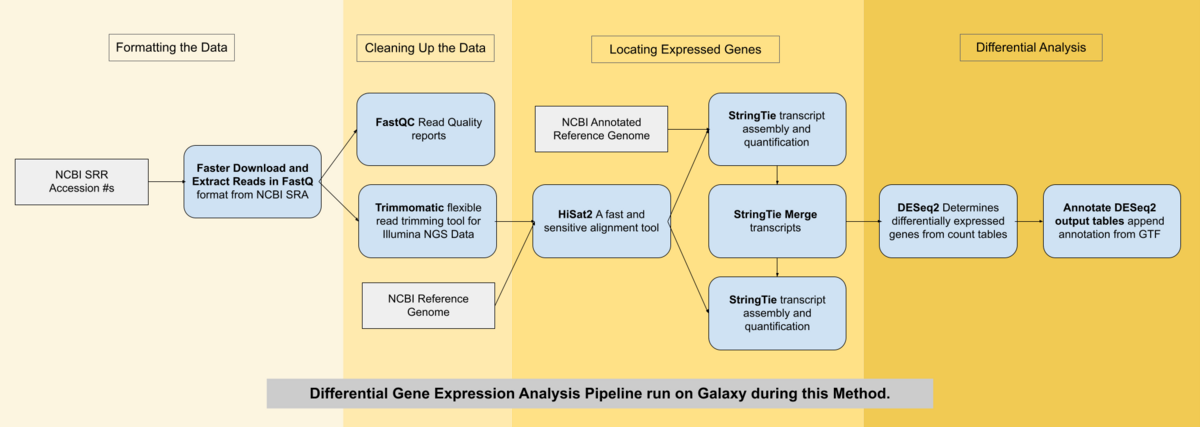 Formatting the Data
Cleaning Up the Data
Locating Expressed Genes
Differential Analysis
NCBI SRR
Accession #s
Faster Download and
Extract Reads in FastQ
format from NCBI SRA
FastQC Read Quality
reports
Trimmomatic flexible
read trimming tool for
Illumina NGS Data
NCBI Reference
Genome
NCBI Annotated
Reference Genome
HiSat2 A fast and
sensitive alignment tool
StringTie transcript
assembly and
quantification
StringTie Merge
transcripts
StringTie transcript
assembly and
quantification
DESeq2 Determines
differentially expressed
genes from count tables
Annotate DESeq2
output tables append
annotation from GTF
Differential Gene Expression Analysis Pipeline run on Galaxy during this Method.